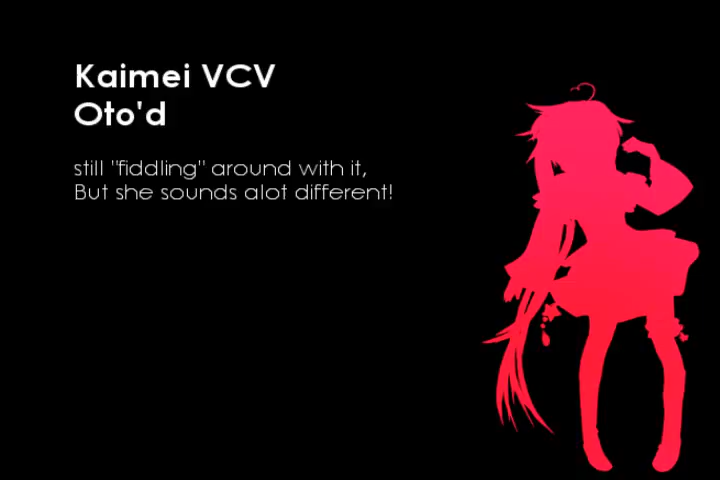 Kaimei VCV
Oto'd
still "fiddling" around with it,
But she sounds alot different!